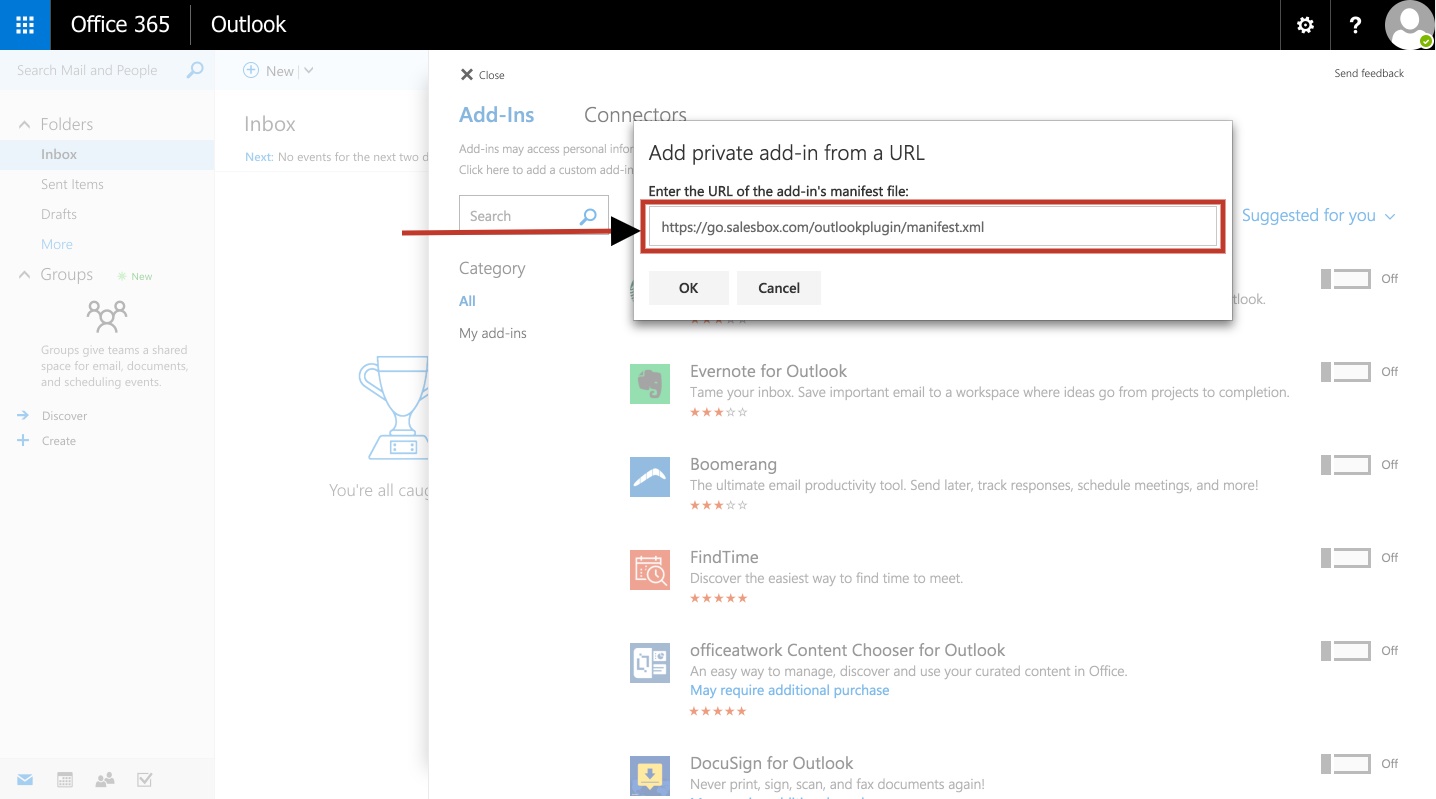 Office 365
Outlook
?
Search Mail and People
New
Close
Send feedback
Folders
Inbox
Sent Items
Drafts
More
Groups
New
Groups give teams a shared
space for email, documents,
and scheduling events.
Discover
Create
Inbox
Next: No events for the next two d
You're all caug
Add-Ins
Connectors
Add-ins may access personal infor
Click here to add a custom add-in
Search
Suggested for you
Category
All
My add-ins
Add private add-in from a URL
Enter the URL of the add-in's manifest file:
https://go.salesbox.com/outlookplugin/manifest.xml
OK
Cancel
Off
tlook.
Evernote for Outlook
Off
Tame your inbox. Save important email to a workspace where ideas go from projects to completion.
Boomerang
Off
The ultimate email productivity tool. Send later, track responses, schedule meetings, and more!
FindTime
Off
Discover the easiest way to find time to meet.
officeatwork Content Chooser for Outlook
Off
An easy way to manage, discover and use your curated content in Office.
May require additional purchase
DocuSign for Outlook
Off
Never print, sign, scan, and fax documents again!